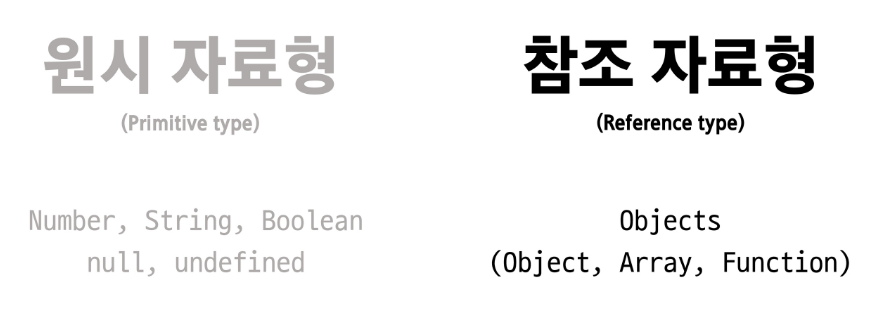 원시 자료형
(Primitive type)
Number, String, Boolean
null, undefined
참조 자료형
(Reference type)
Objects
(Object, Array, Function)